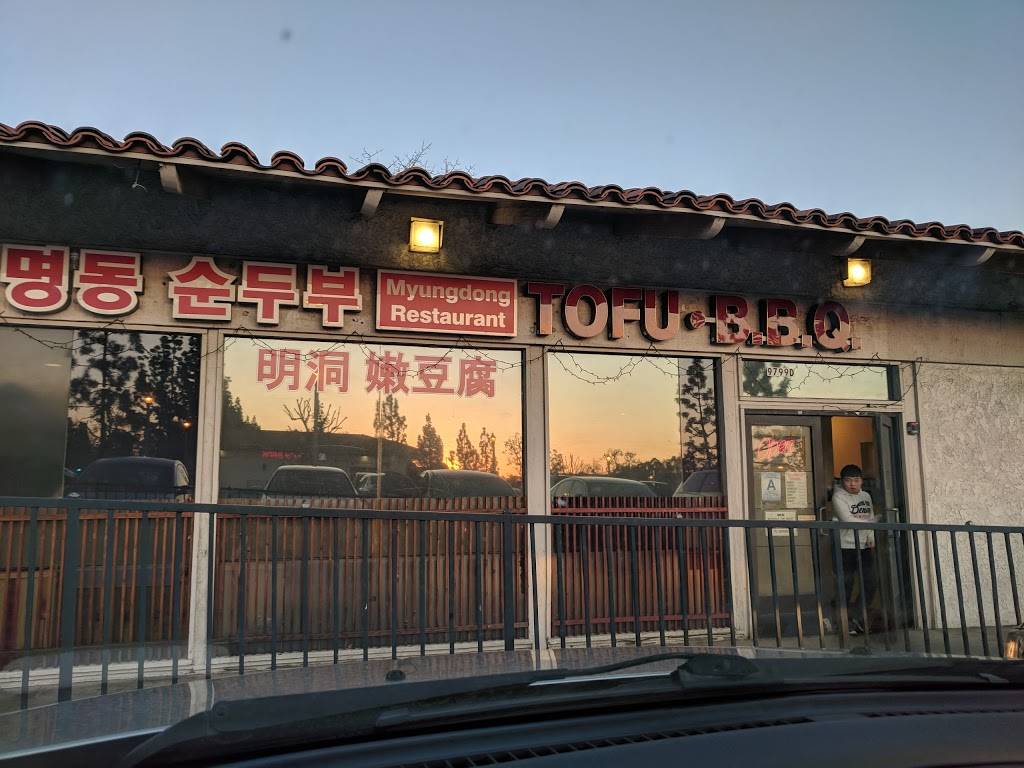 명동 순두부
Myungdong
Restaurant
TOFU B.B.Q.
明洞 嫩豆腐
9799D
A